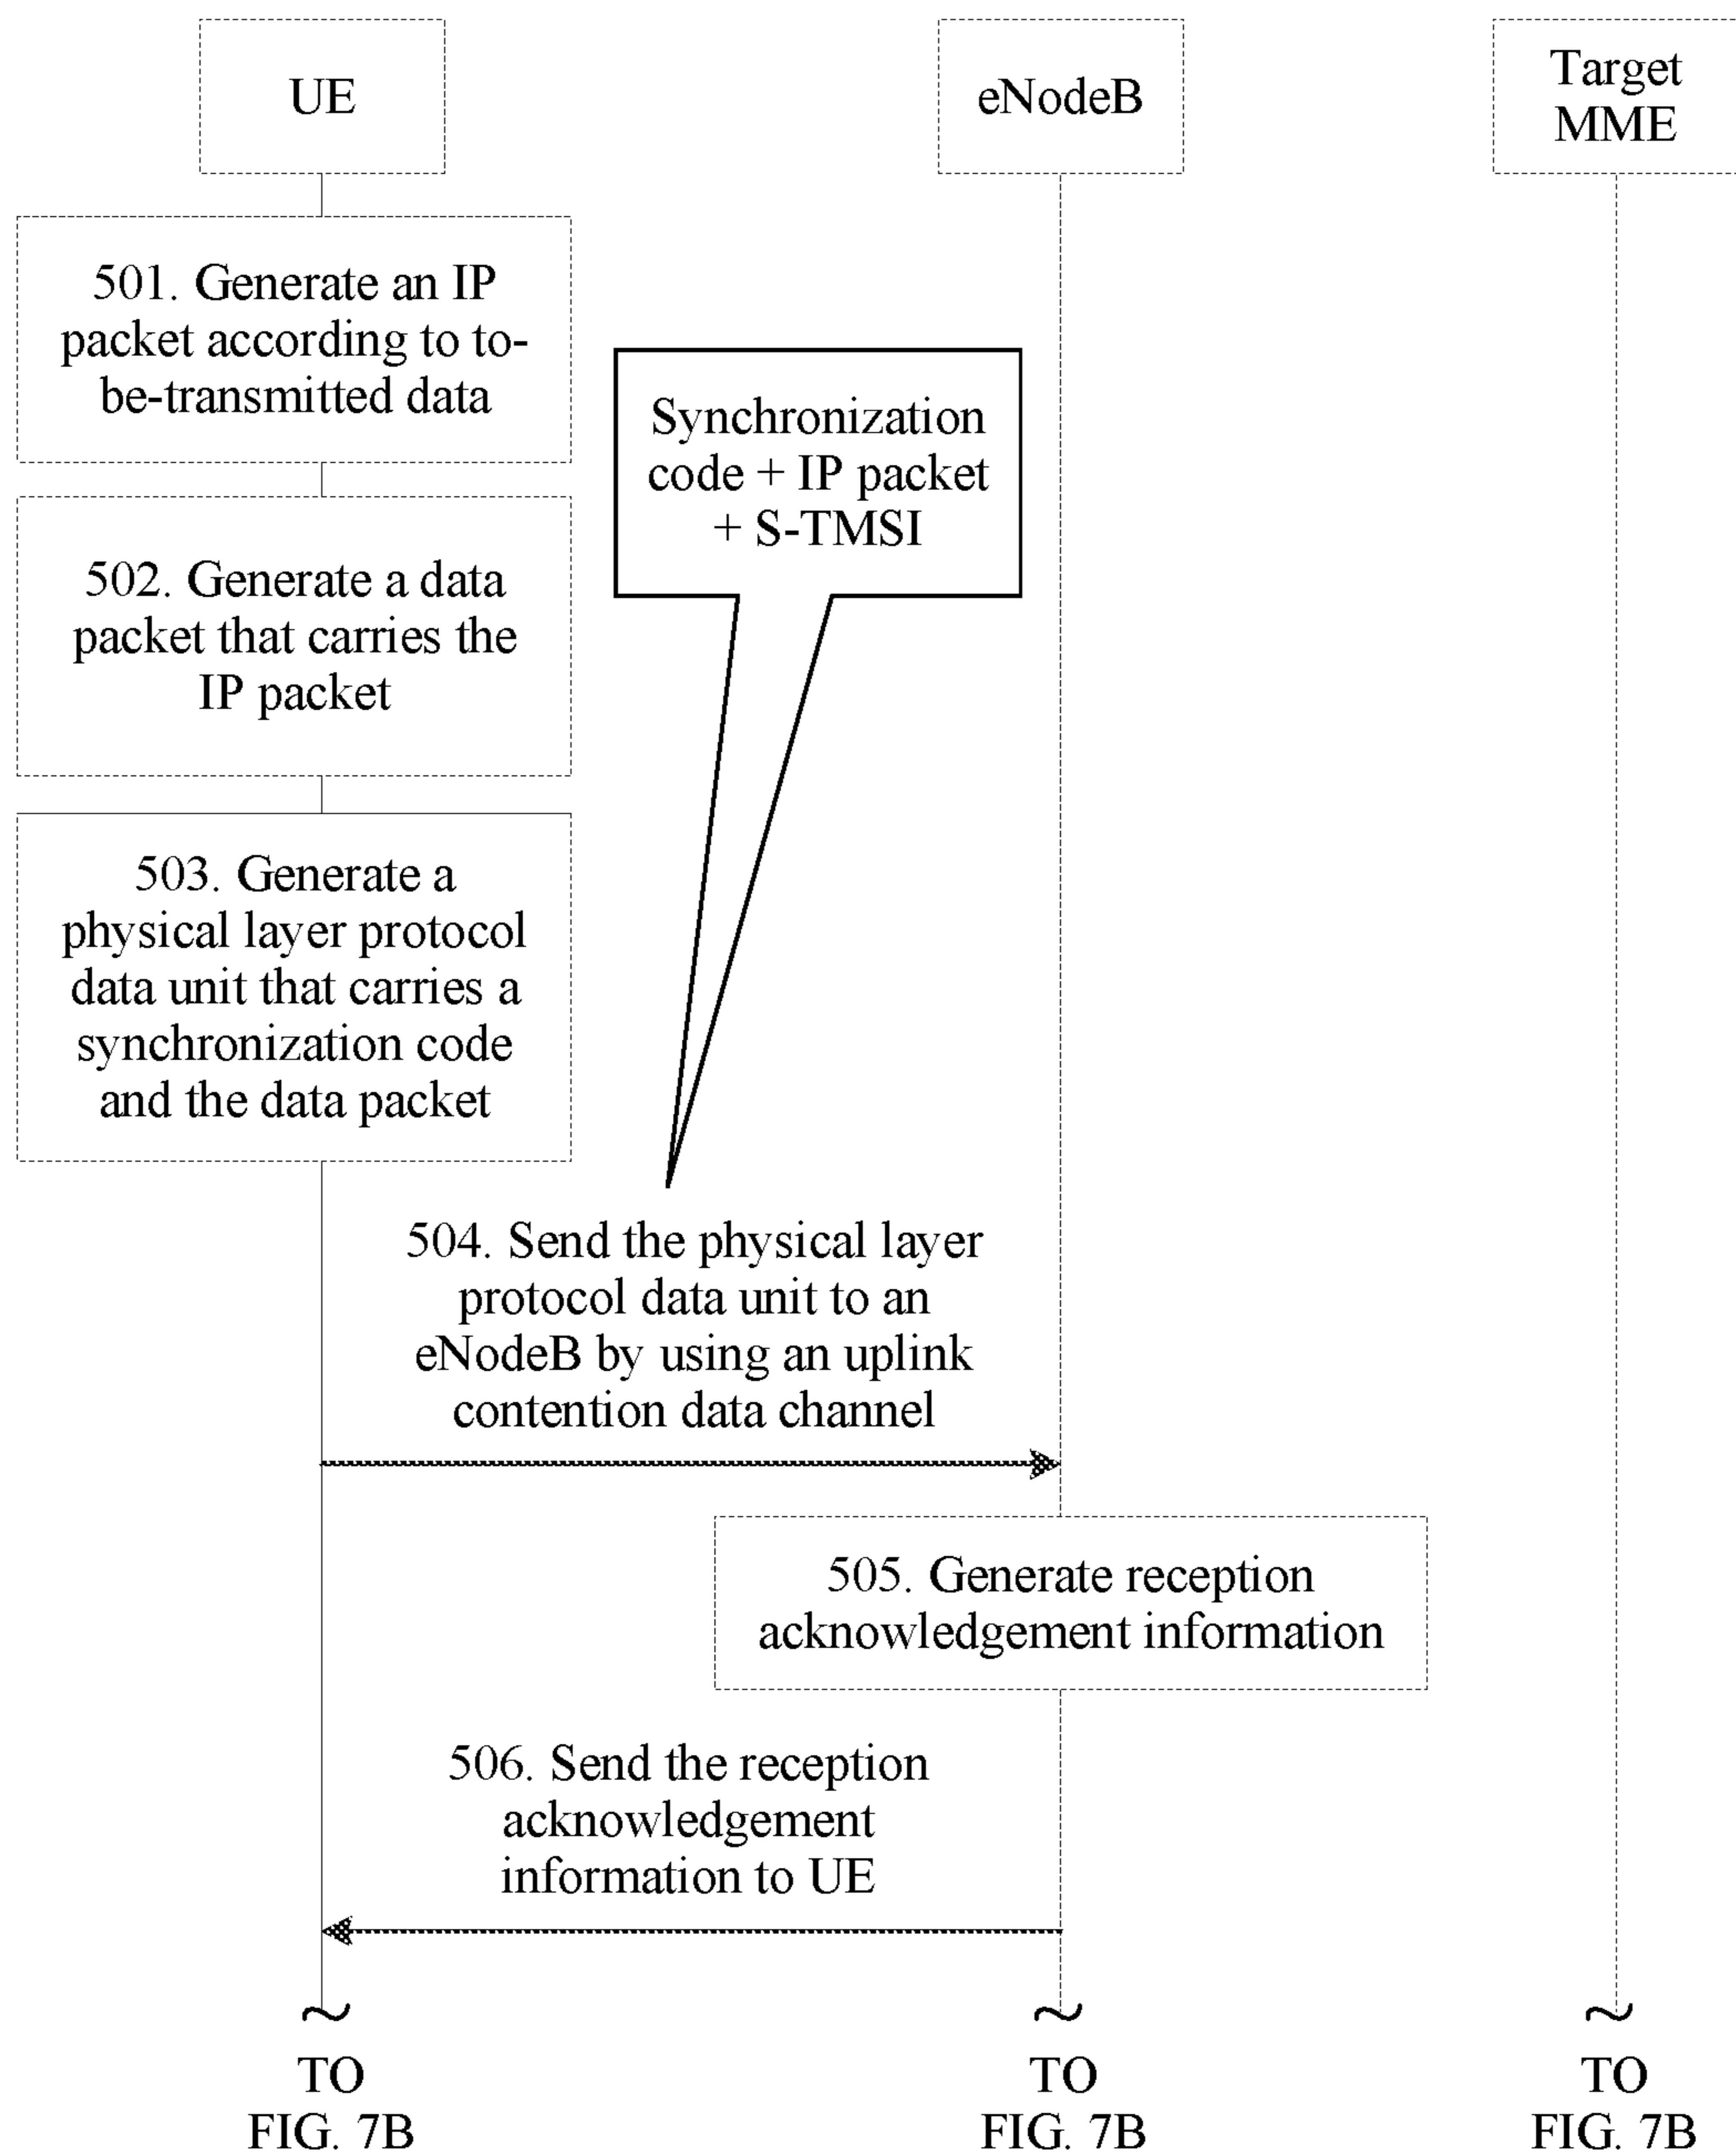 UE
eNodeB
Target
MME
501. Generate an IP
packet according to to-
be-transmitted data
Synchronization
code + IP packet
+ S-TMSI
502. Generate a data
packet that carries the
IP packet
503. Generate a
physical layer protocol
data unit that carries a
synchronization code
and the data packet
504. Send the physical layer
protocol data unit to an
eNodeB by using an uplink
contention data channel
505. Generate reception
acknowledgement information
506. Send the reception
acknowledgement
information to UE
TO
FIG. 7B
TO
FIG. 7B
TO
FIG. 7B